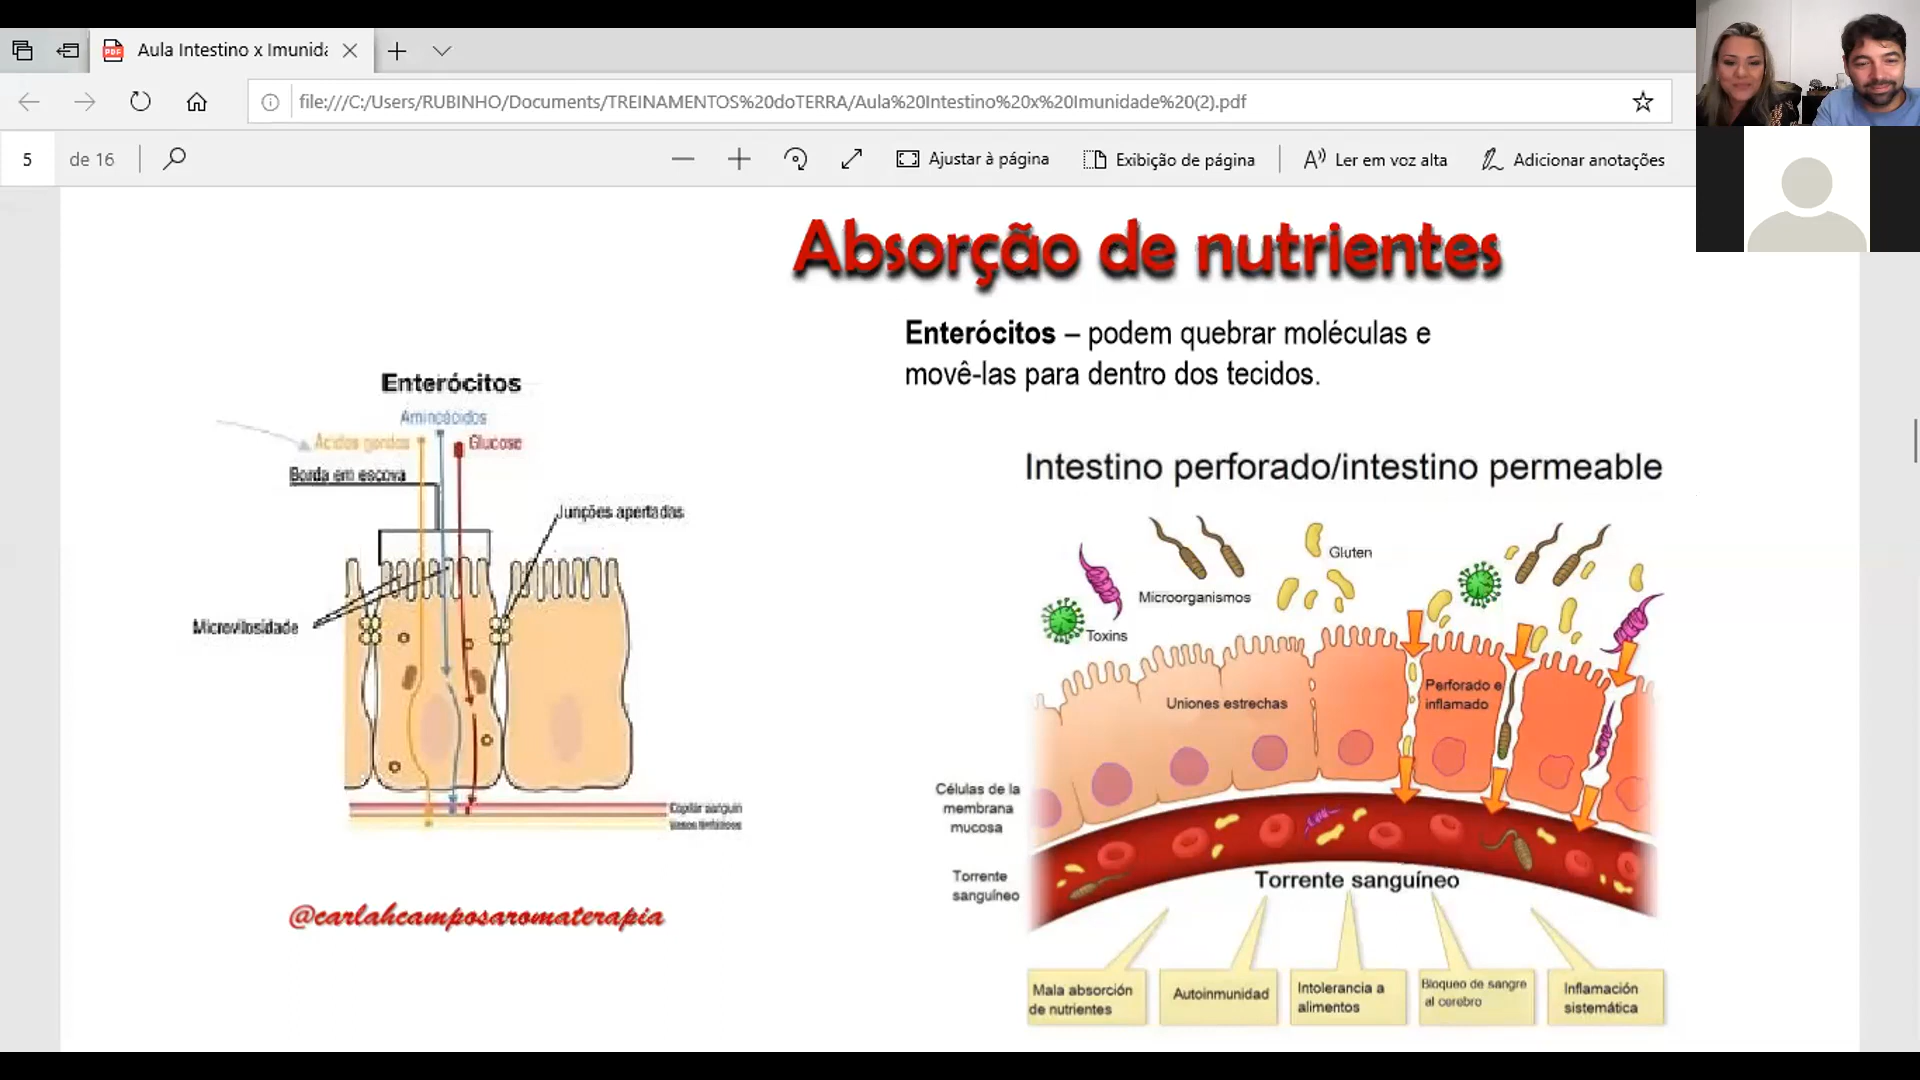 Aula Intestino x Imunida
file:///C:/Users/RUBINHO/Documents/TREINAMENTOS%20doTERRA/Aula%20Intestino%20x%20Imunidade%20(2).pdf
5 de 16
Ajustar à página
Exibição de página
Ler em voz alta
Adicionar anotações
Absorção de nutrientes
Enterócitos – podem quebrar moléculas e
movê-las para dentro dos tecidos.
Enterócitos
Aminoácidos
Ácidos gordos
Glucose
Borda em escova
Junções apertadas
Microvilosidade
Capilar sanguín
@carlahcamposaromaterapia
Intestino perforado/intestino permeable
Gluten
Microorganismos
Toxins
Uniones estrechas
Perforado e
inflamado
Células de la
membrana
mucosa
Torrente
sanguíneo
Torrente sanguíneo
Mala absorción
de nutrientes
Autoinmunidad
Intolerancia a
alimentos
Bloqueo de sangre
al cerebro
Inflamación
sistemática